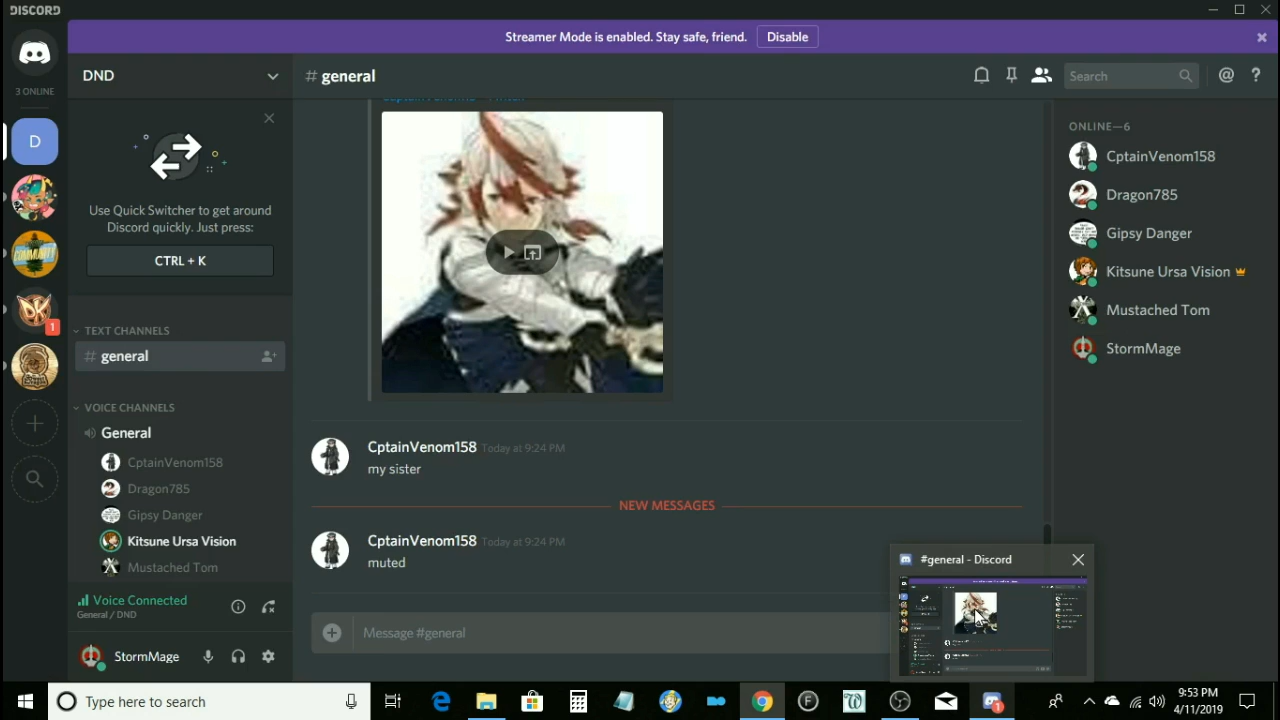 DISCORD
Streamer Mode is enabled. Stay safe, friend.
Disable
3 ONLINE
DND
# general
Search
D
Use Quick Switcher to get around
Discord quickly. Just press:
CTRL + K
TEXT CHANNELS
# general
VOICE CHANNELS
General
CptainVenom158
Dragon785
Gipsy Danger
Kitsune Ursa Vision
Mustached Tom
Voice Connected
General / DND
StormMage
COMMUNITY
DK
1
CptainVenom158 Today at 9:24 PM
my sister
NEW MESSAGES
CptainVenom158 Today at 9:24 PM
muted
Message #general
ONLINE—6
CptainVenom158
Dragon785
Gipsy Danger
Kitsune Ursa Vision
Mustached Tom
StormMage
#general - Discord
Type here to search
9:53 PM
4/11/2019